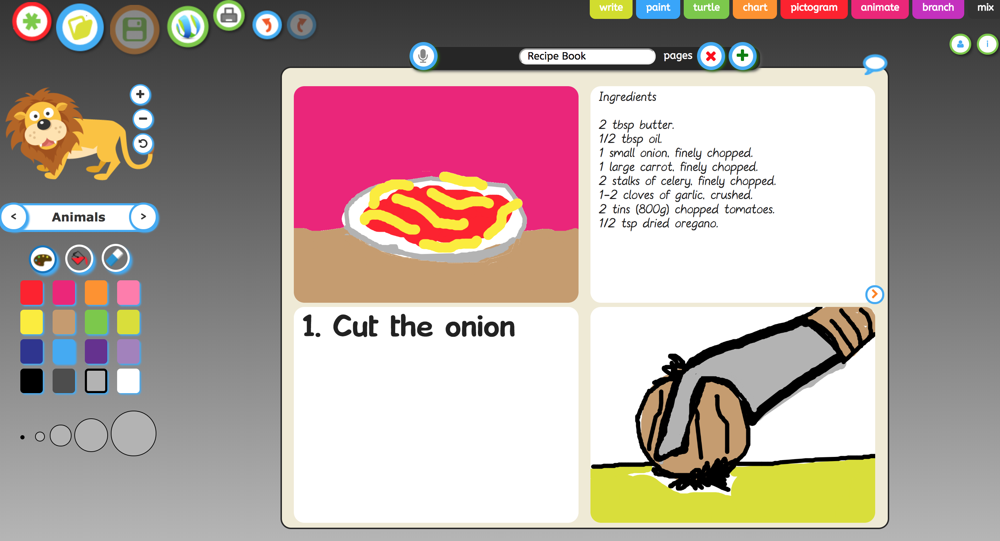 write paint turtle chart pictogram animate branch mix
i
Recipe Book pages
Ingredients
2 tbsp butter.
1/2 tbsp oil.
1 small onion, finely chopped.
1 large carrot, finely chopped.
2 stalks of celery, finely chopped.
1-2 cloves of garlic, crushed.
2 tins (800g) chopped tomatoes.
1/2 tsp dried oregano.
< Animals >
1. Cut the onion